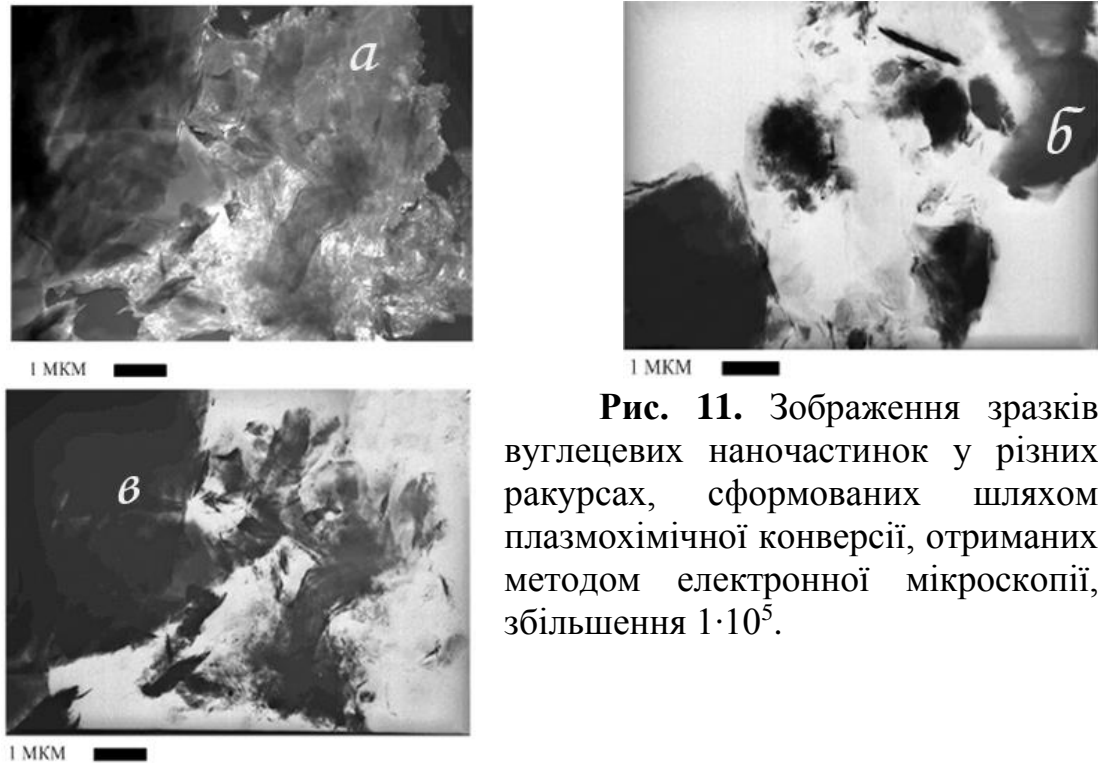 а
б
1 МКМ
1 МКМ
в
Рис. 11. Зображення зразків
вуглецевих наночастинок у різних
ракурсах, сформованих шляхом
плазмохімічної конверсії, отриманих
методом електронної мікроскопії,
збільшення 1·10⁵.
1 МКМ